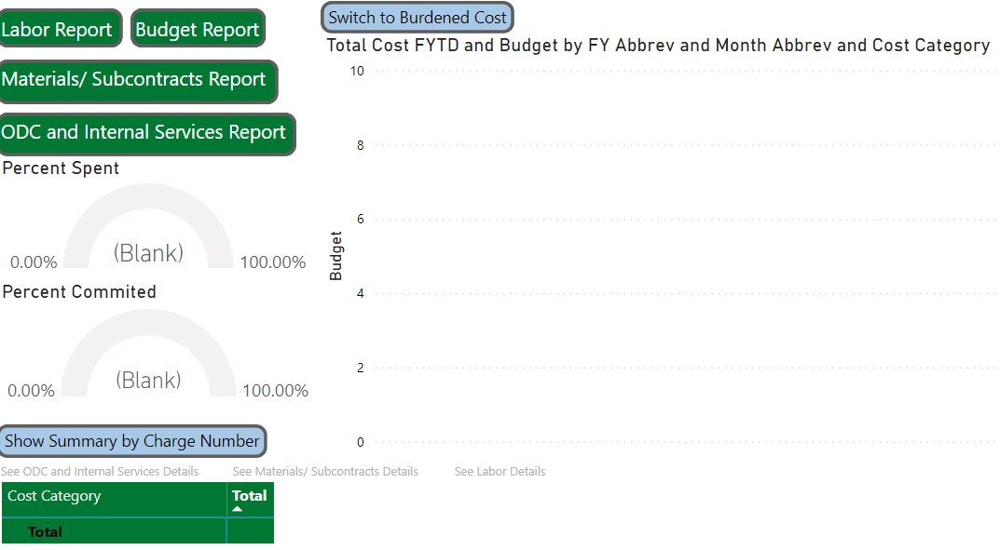 Labor Report
Budget Report
Switch to Burdened Cost
Total Cost FYTD and Budget by FY Abbrev and Month Abbrev and Cost Category
Materials/ Subcontracts Report
ODC and Internal Services Report
Percent Spent
(Blank)
0.00%
100.00%
Percent Commited
(Blank)
0.00%
100.00%
Budget
10
8
6
4
2
0
Show Summary by Charge Number
See ODC and Internal Services Details
See Materials/ Subcontracts Details
See Labor Details
Cost Category
Total
Total